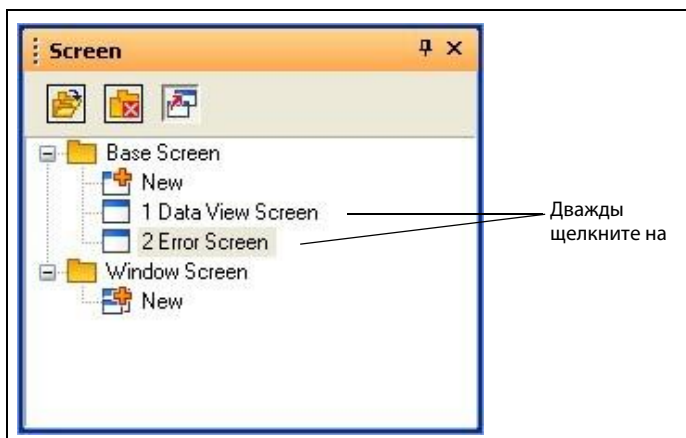 Screen
Base Screen
New
1 Data View Screen
2 Error Screen
Window Screen
New
Дважды
щелкните на